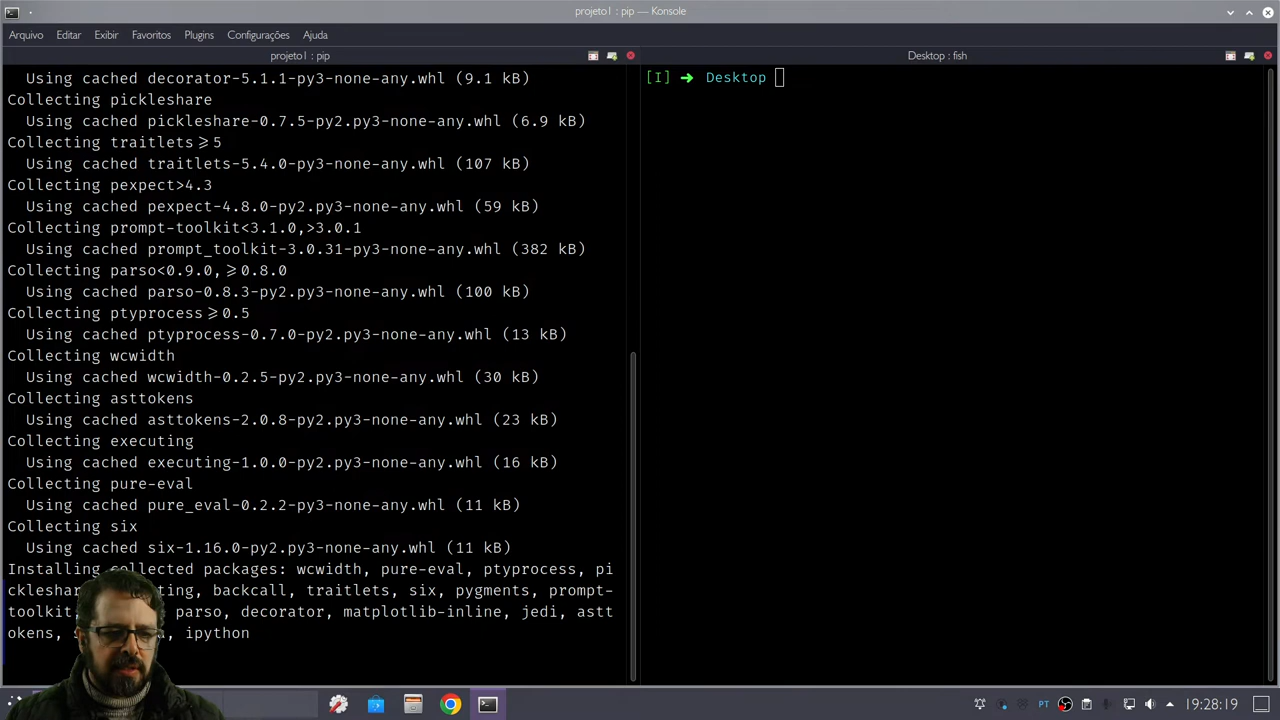 projeto1 : pip — Konsole
Arquivo Editar Exibir Favoritos Plugins Configurações Ajuda
projeto1 : pip
Using cached decorator-5.1.1-py3-none-any.whl (9.1 kB)
Collecting pickleshare
Using cached pickleshare-0.7.5-py2.py3-none-any.whl (6.9 kB)
Collecting traitlets≥5
Using cached traitlets-5.4.0-py3-none-any.whl (107 kB)
Collecting pexpect>4.3
Using cached pexpect-4.8.0-py2.py3-none-any.whl (59 kB)
Collecting prompt-toolkit<3.1.0,>3.0.1
Using cached prompt_toolkit-3.0.31-py3-none-any.whl (382 kB)
Collecting parso<0.9.0,≥0.8.0
Using cached parso-0.8.3-py2.py3-none-any.whl (100 kB)
Collecting ptyprocess≥0.5
Using cached ptyprocess-0.7.0-py2.py3-none-any.whl (13 kB)
Collecting wcwidth
Using cached wcwidth-0.2.5-py2.py3-none-any.whl (30 kB)
Collecting asttokens
Using cached asttokens-2.0.8-py2.py3-none-any.whl (23 kB)
Collecting executing
Using cached executing-1.0.0-py2.py3-none-any.whl (16 kB)
Collecting pure-eval
Using cached pure_eval-0.2.2-py3-none-any.whl (11 kB)
Collecting six
Using cached six-1.16.0-py2.py3-none-any.whl (11 kB)
Installing collected packages: wcwidth, pure-eval, ptyprocess, pi
ckleshar ting, backcall, traitlets, six, pygments, prompt-
toolkit, parso, decorator, matplotlib-inline, jedi, astt
okens, s , ipython
Desktop : fish
[I] ➜ Desktop
PT
19:28:19